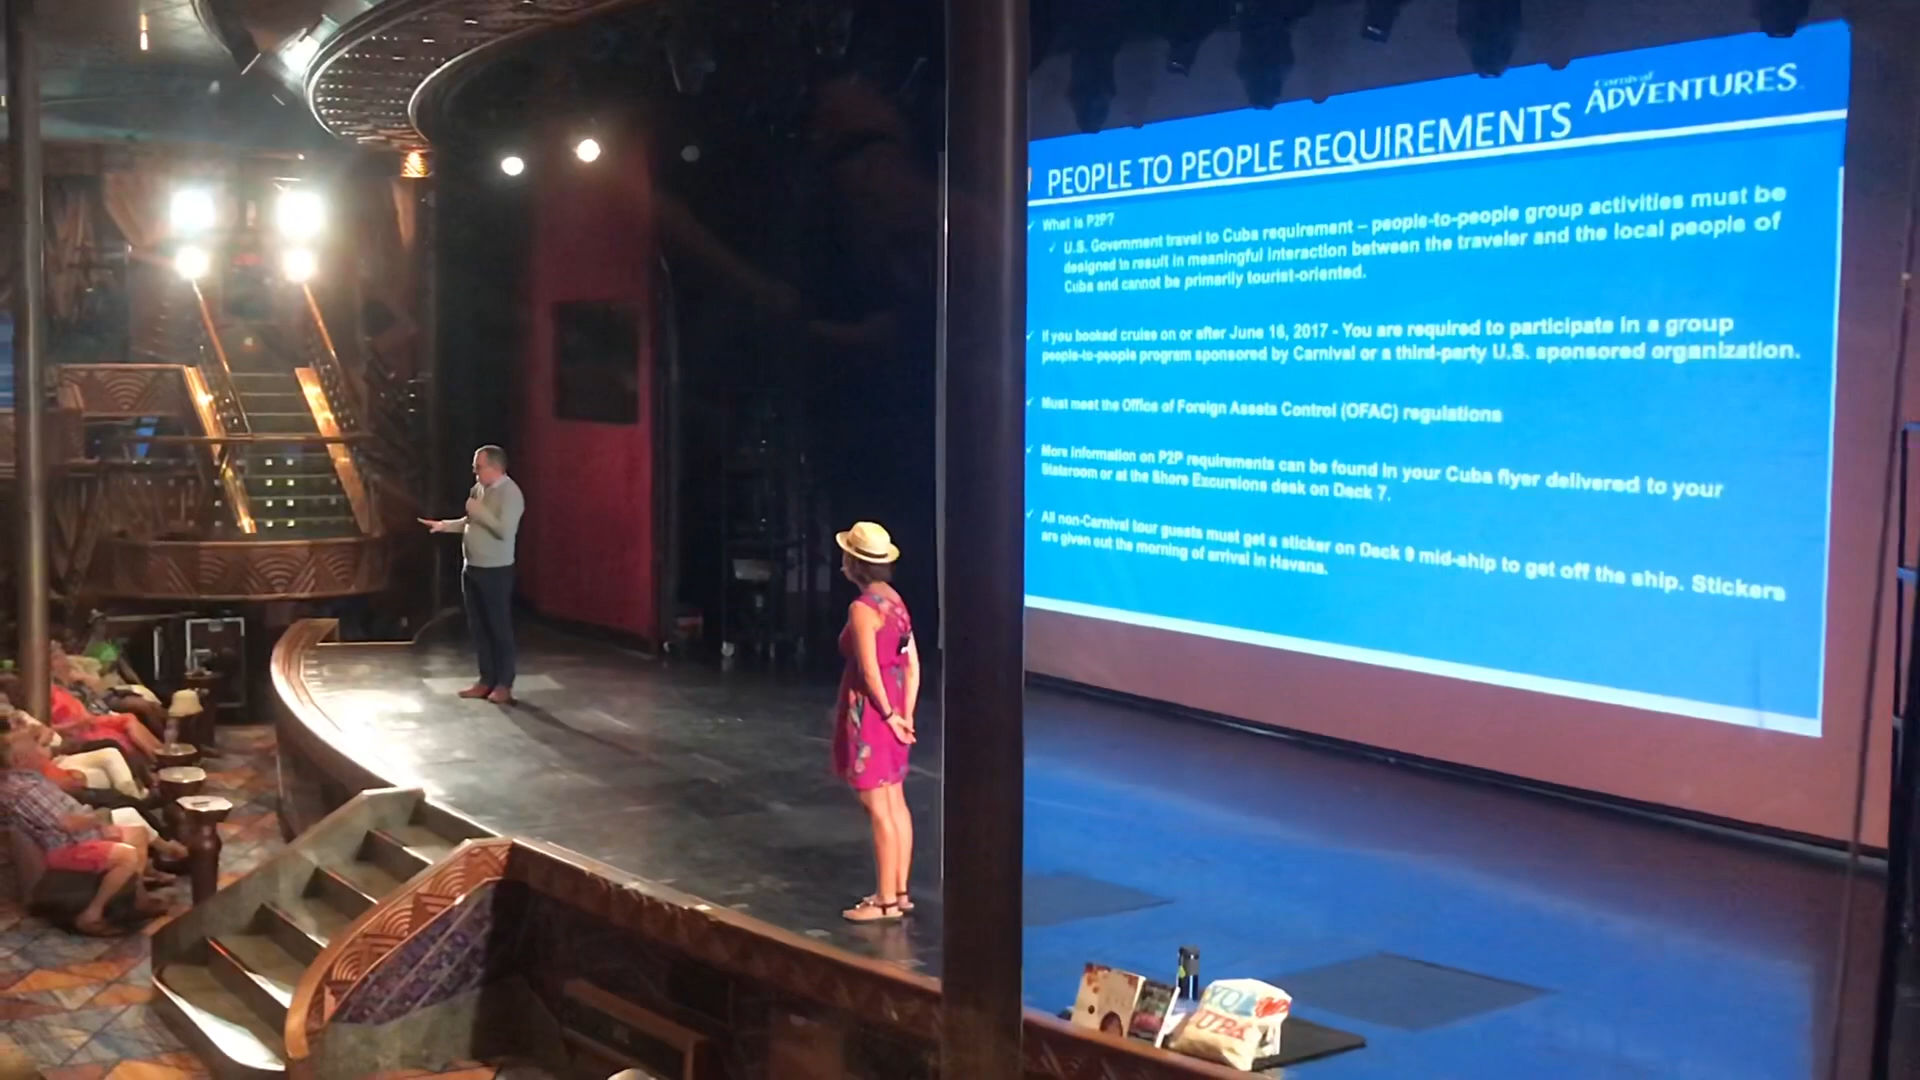 Carnival
ADVENTURES
PEOPLE TO PEOPLE REQUIREMENTS
What is P2P?
U.S. Government travel to Cuba requirement – people-to-people group activities must be
designed to result in meaningful interaction between the traveler and the local people of
Cuba and cannot be primarily tourist-oriented.
If you booked cruise on or after June 16, 2017 - You are required to participate in a group
people-to-people program sponsored by Carnival or a third-party U.S. sponsored organization.
Must meet the Office of Foreign Assets Control (OFAC) regulations
More information on P2P requirements can be found in your Cuba flyer delivered to your
Stateroom or at the Shore Excursions desk on Deck 7.
All non-Carnival tour guests must get a sticker on Deck 9 mid-ship to get off the ship. Stickers
are given out the morning of arrival in Havana.
YO
UBA